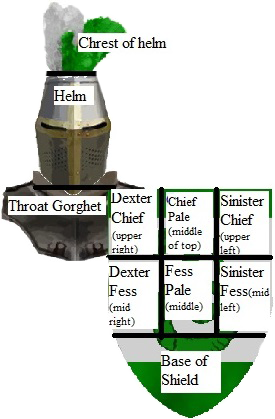 Chrest of helm
Helm
Throat Gorghet
Dexter
Chief
(upper
right)
Chief
Pale
(middle
of top)
Sinister
Chief
(upper
left)
Dexter
Fess
(mid
right)
Fess
Pale
(middle)
Sinister
Fess(mid
left)
Base of
Shield